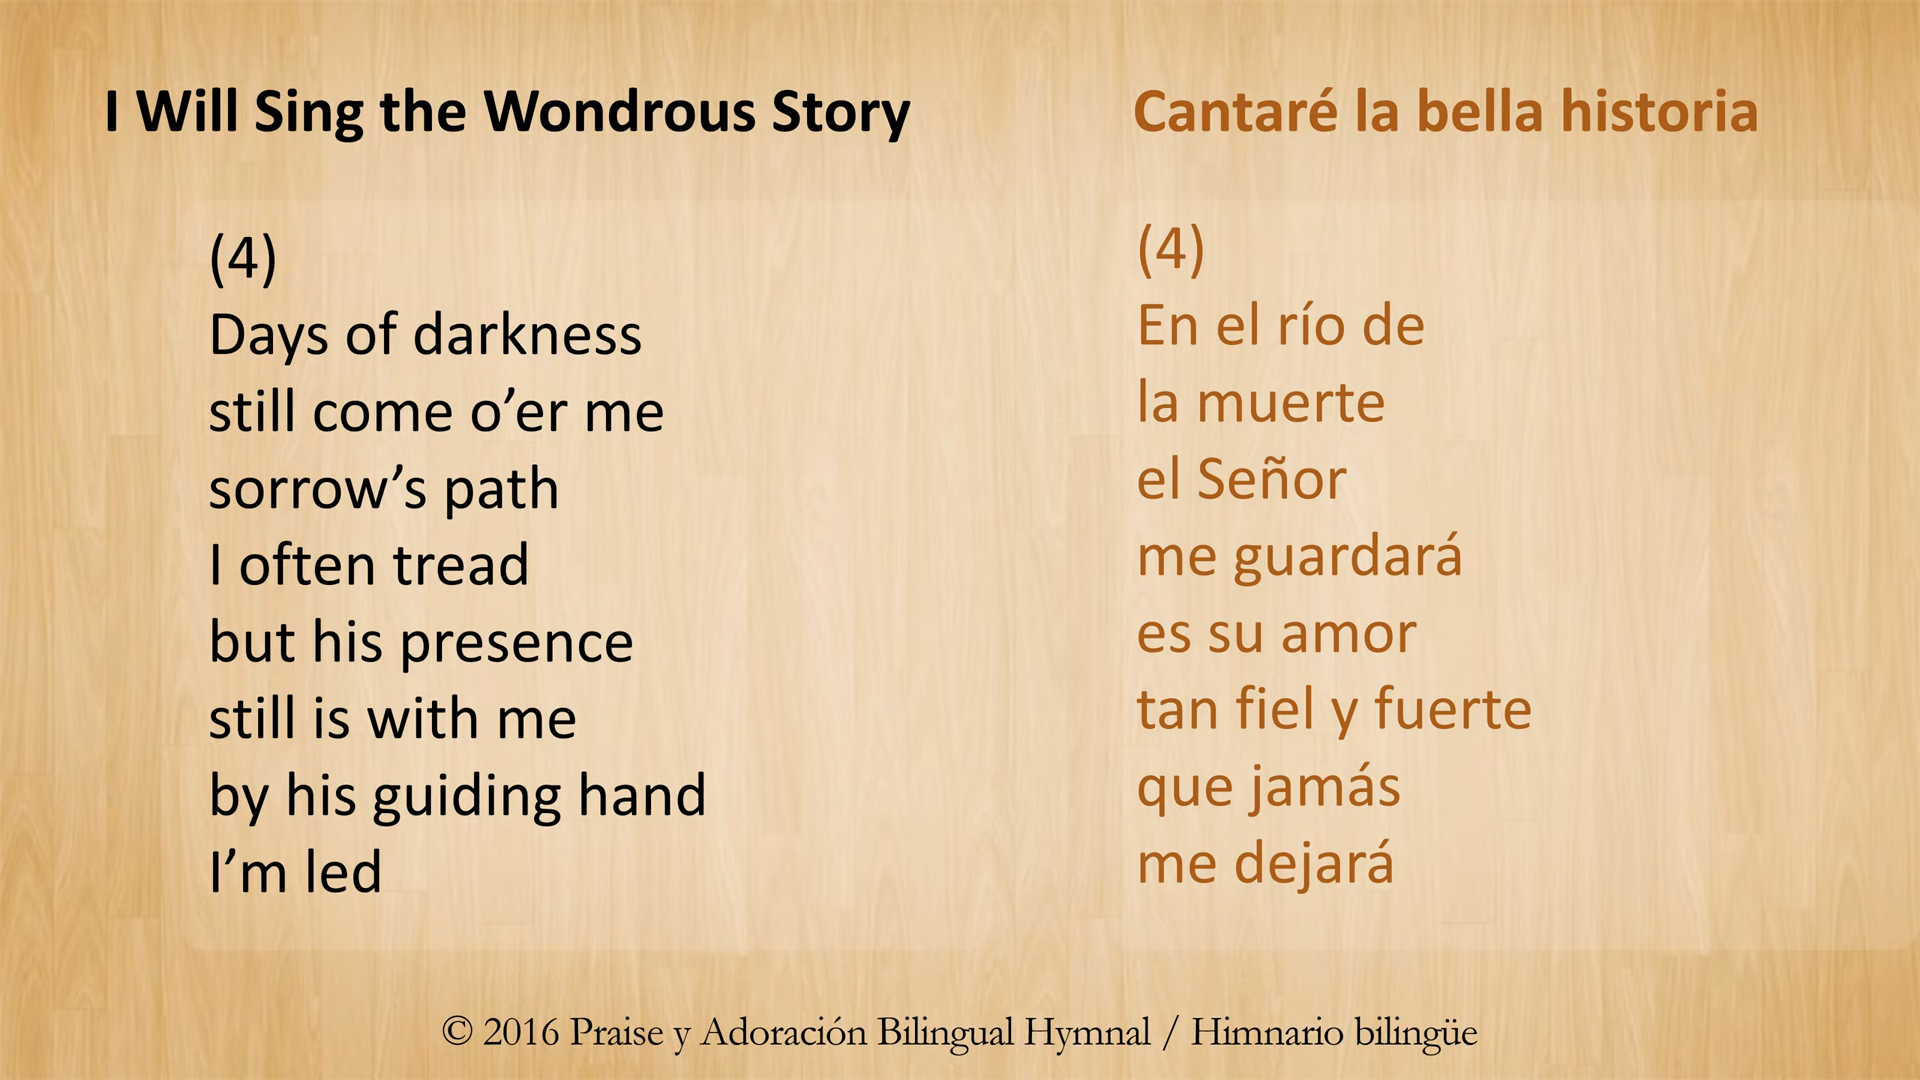 I Will Sing the Wondrous Story
(4)
Days of darkness
still come o’er me
sorrow’s path
I often tread
but his presence
still is with me
by his guiding hand
I’m led
Cantaré la bella historia
(4)
En el río de
la muerte
el Señor
me guardará
es su amor
tan fiel y fuerte
que jamás
me dejará
© 2016 Praise y Adoración Bilingual Hymnal / Himnario bilingüe